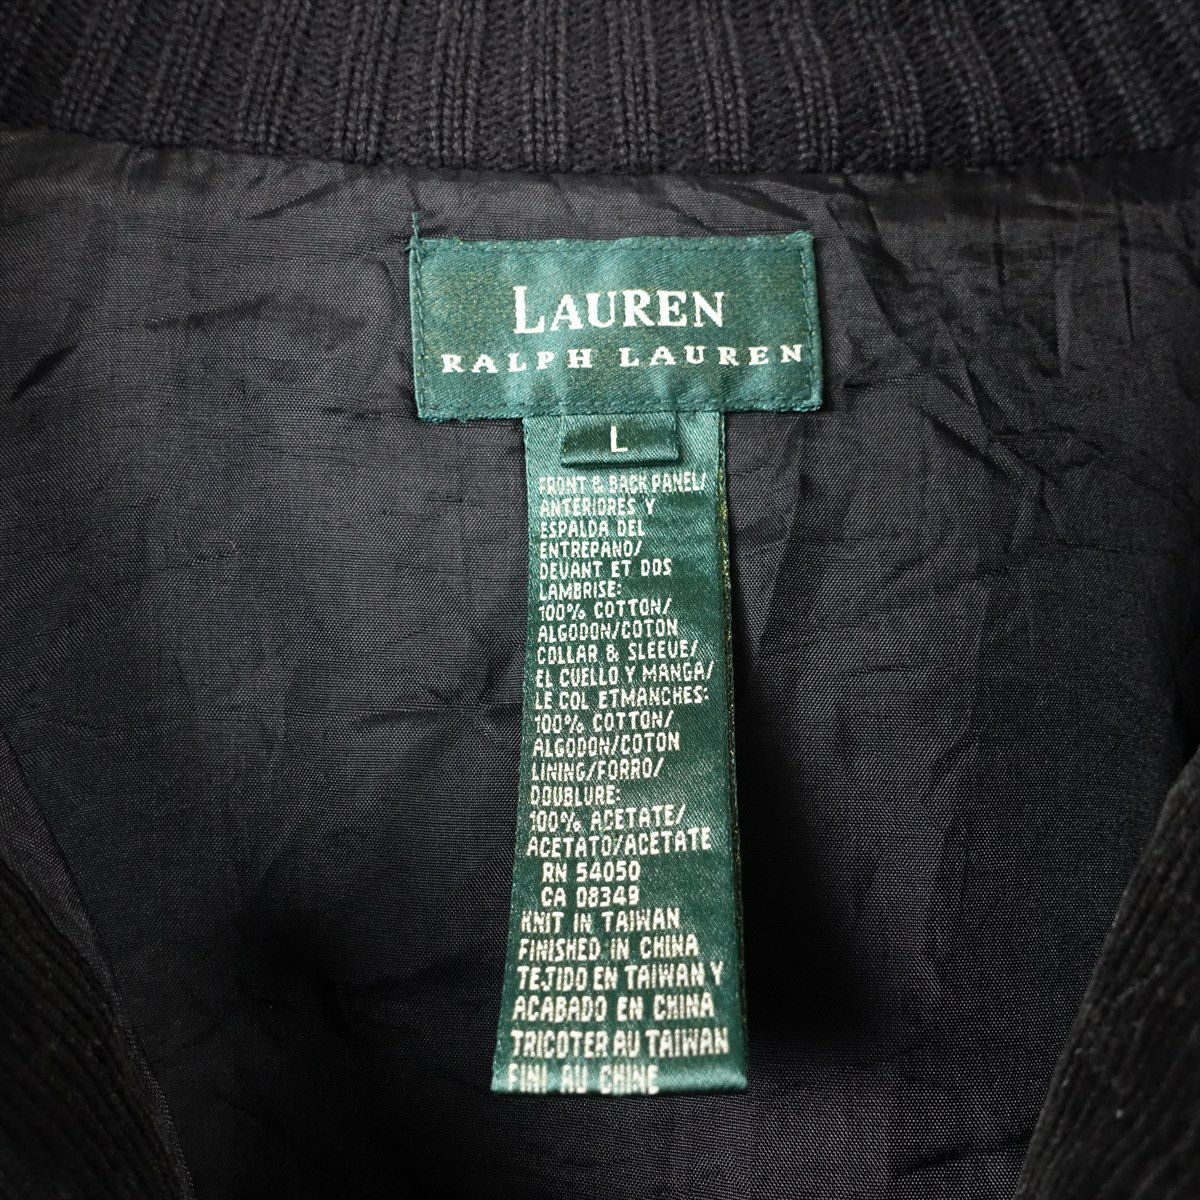 LAUREN
RALPH LAUREN
L
FRONT & BACK PANEL/
ANTERIORES Y
ESPALDA DEL
ENTREPANO/
DEVANT ET DOS
LAMBRISE:
100% COTTON/
ALGODON/COTON
COLLAR & SLEEVE/
EL CUELLO Y MANGA/
LE COL ETMANCHES:
100% COTTON/
ALGODON/COTON
LINING/FORRO/
DOUBLURE:
100% ACETATE/
ACETATO/ACETATE
RN 54050
CA 08349
KNIT IN TAIWAN
FINISHED IN CHINA
TEJIDO EN TAIWAN Y
ACABADO EN CHINA
TRICOTER AU TAIWAN
FINI AU CHINE